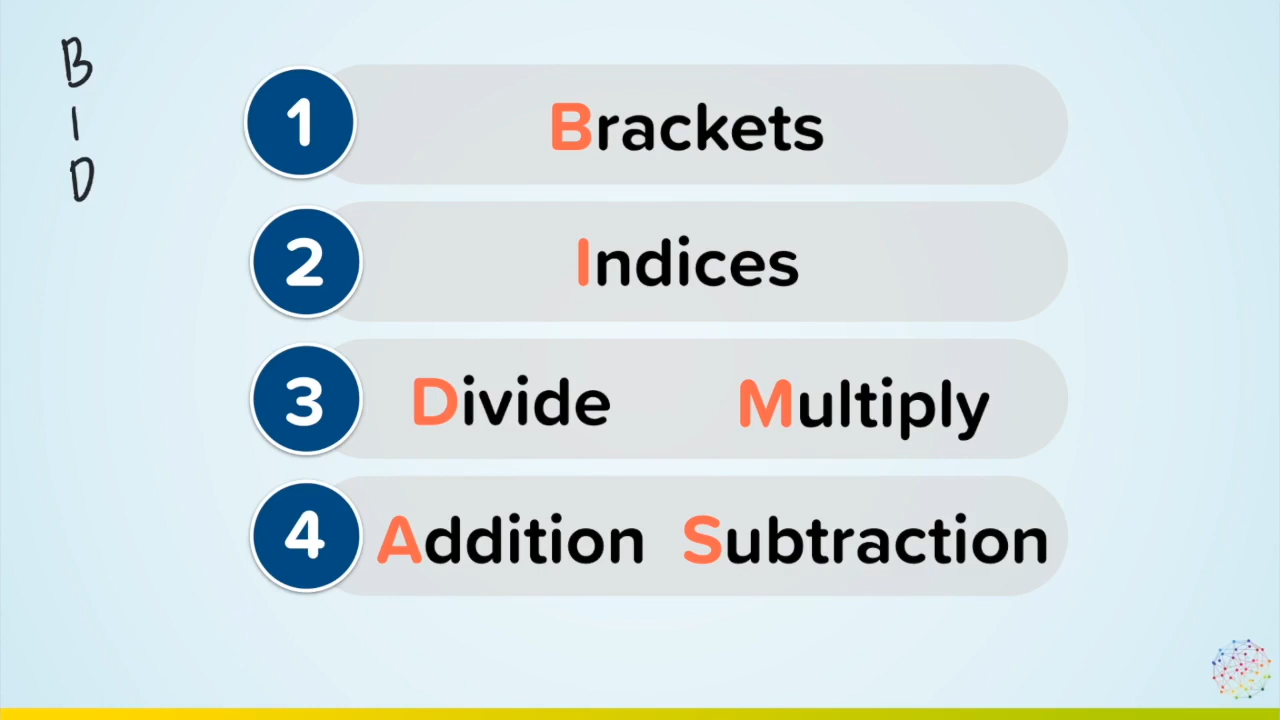 B
I
D
1 Brackets
2 Indices
3 Divide Multiply
4 Addition Subtraction